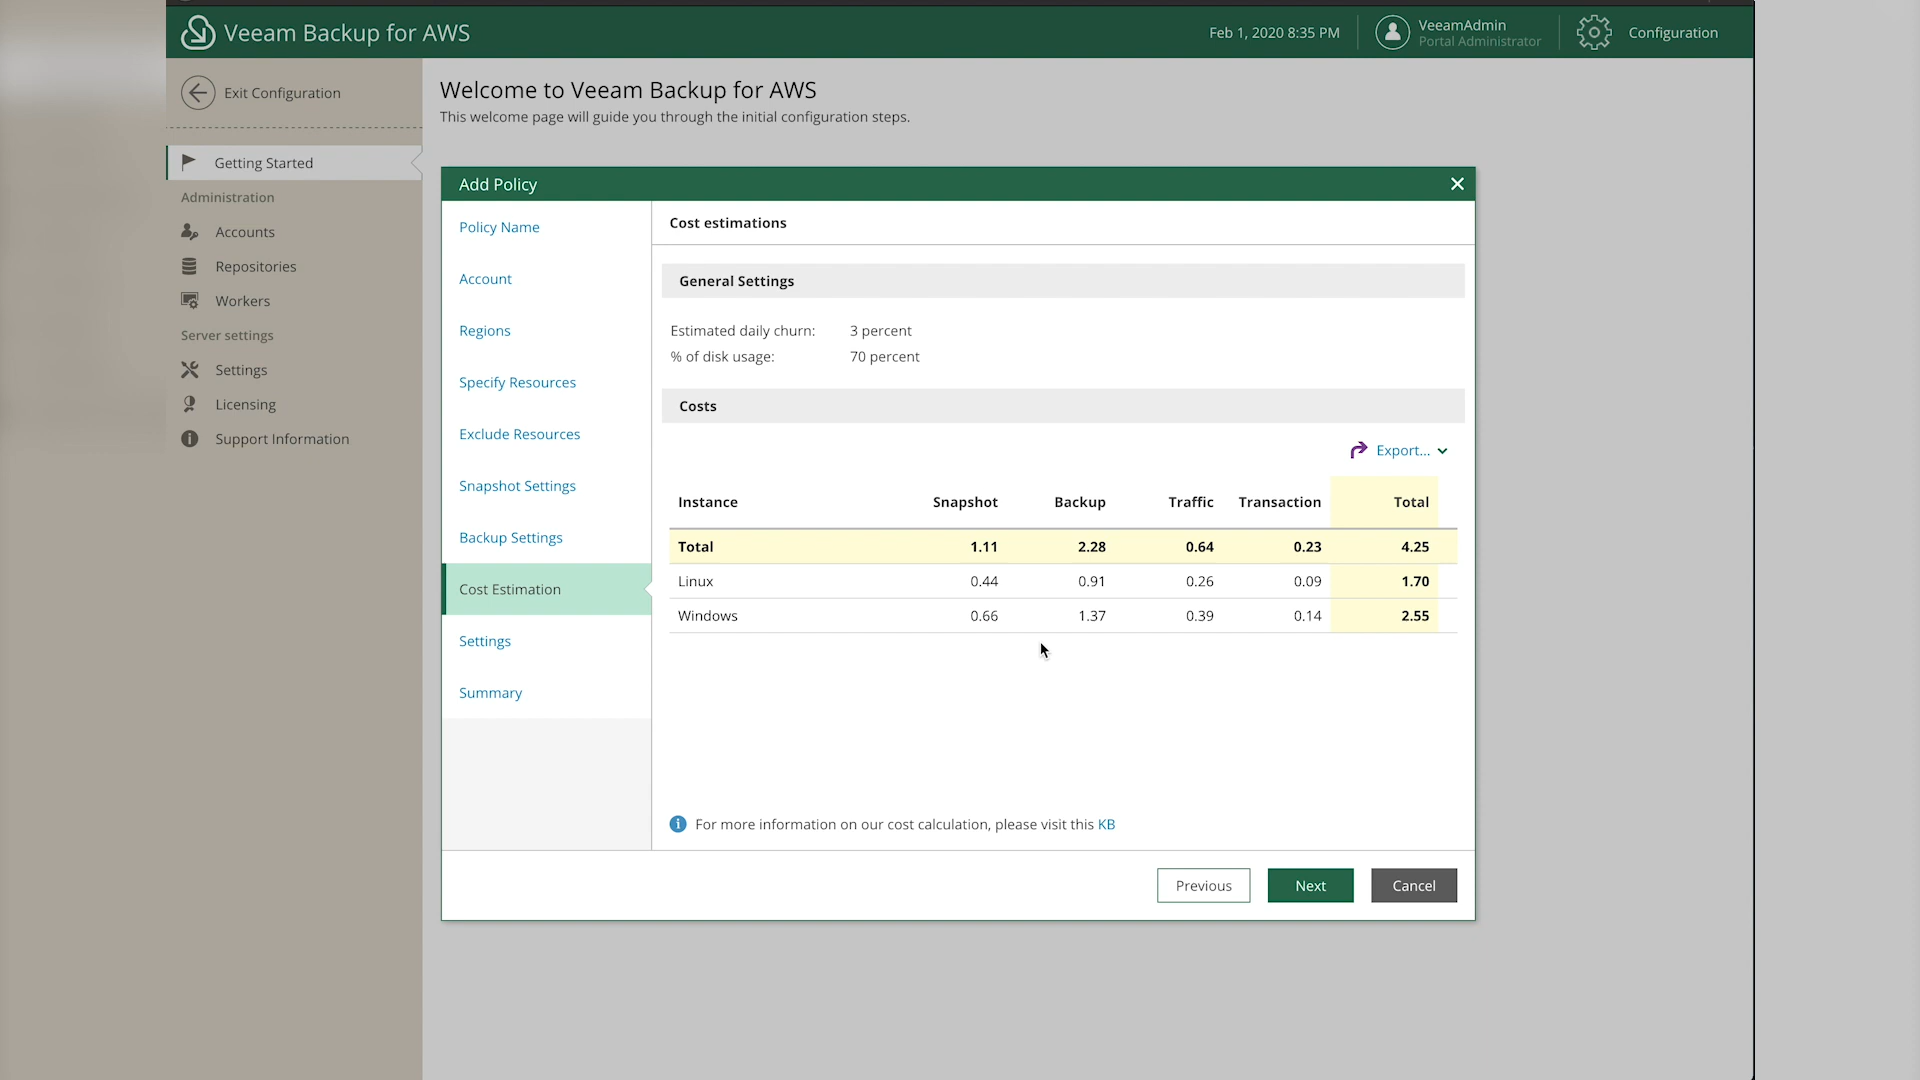 Veeam Backup for AWS
Feb 1, 2020 8:35 PM
VeeamAdmin
Portal Administrator
Configuration
Exit Configuration
Getting Started
Administration
Accounts
Repositories
Workers
Server settings
Settings
Licensing
Support Information
Welcome to Veeam Backup for AWS
This welcome page will guide you through the initial configuration steps.
Add Policy
Policy Name
Account
Regions
Specify Resources
Exclude Resources
Snapshot Settings
Backup Settings
Cost Estimation
Settings
Summary
Cost estimations
General Settings
Estimated daily churn: 3 percent
% of disk usage: 70 percent
Costs
Export...
Instance Snapshot Backup Traffic Transaction Total
Total 1.11 2.28 0.64 0.23 4.25
Linux 0.44 0.91 0.26 0.09 1.70
Windows 0.66 1.37 0.39 0.14 2.55
For more information on our cost calculation, please visit this KB
Previous
Next
Cancel